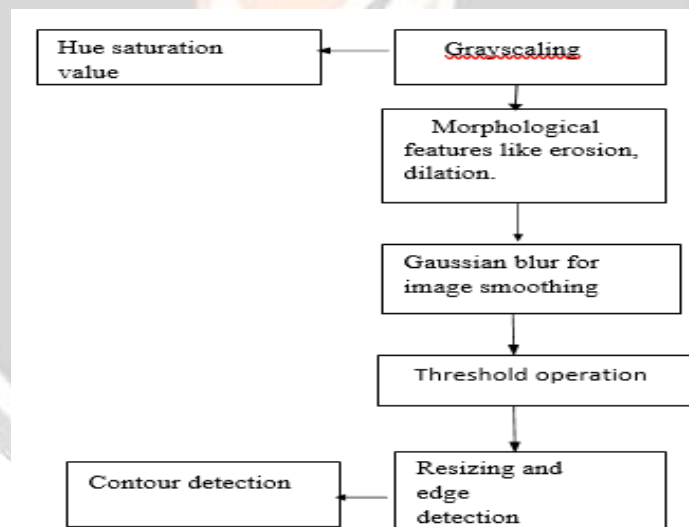 Hue saturation
value
Grayscaling
Morphological
features like erosion,
dilation.
Gaussian blur for
image smoothing
Threshold operation
Resizing and
edge
detection
Contour detection